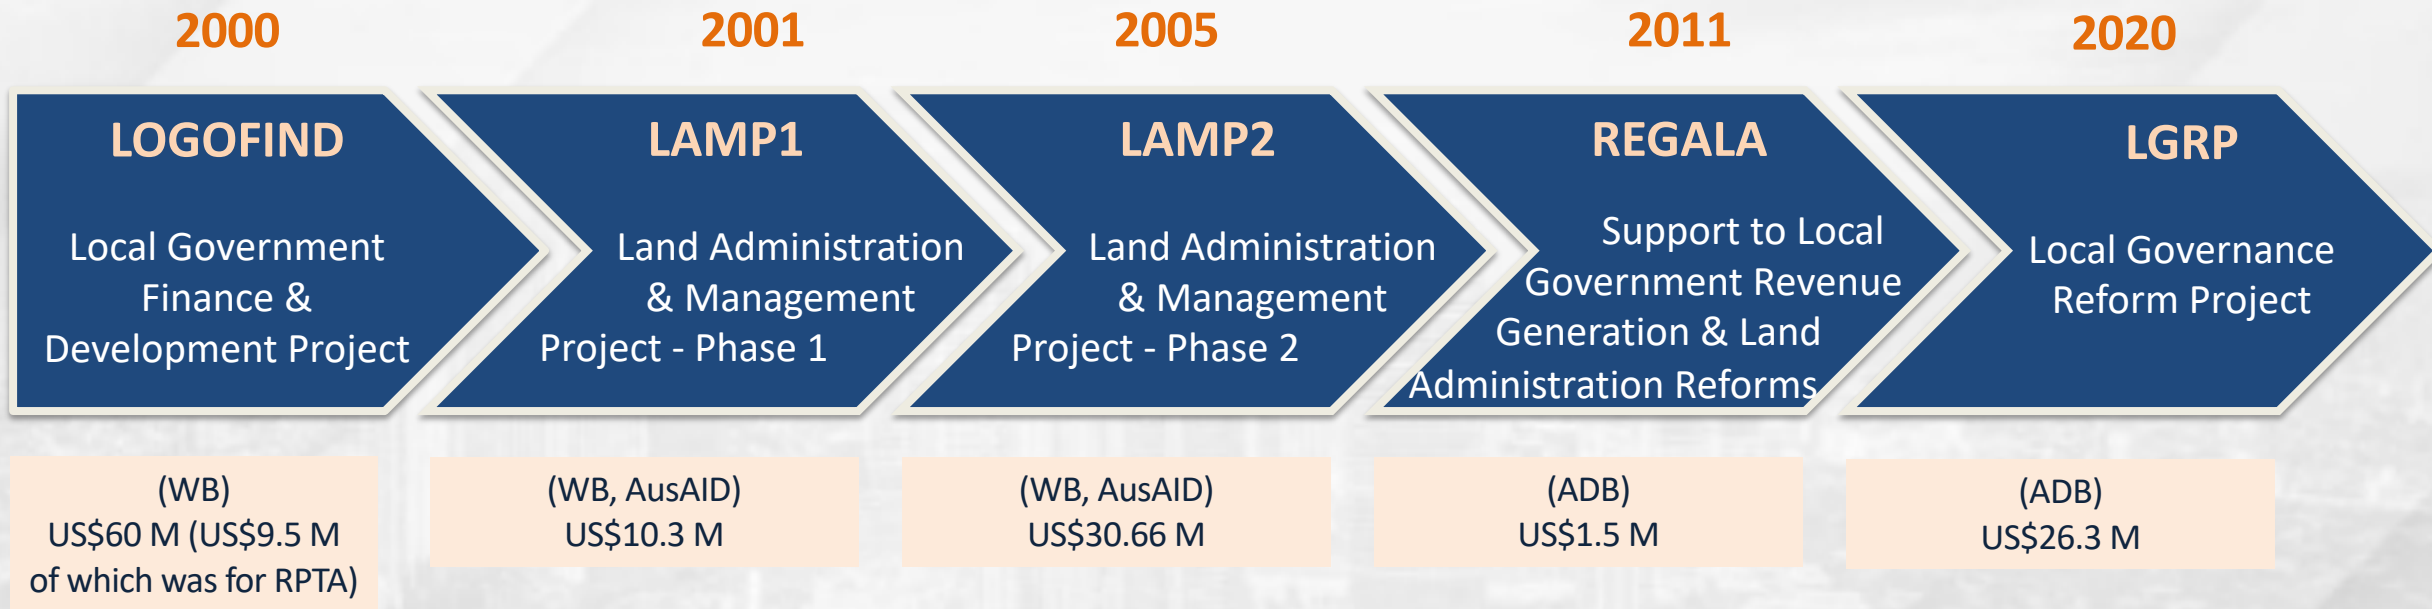 2000
2001
2005
2011
2020
LOGOFIND
Local Government
Finance &
Development Project
LAMP1
Land Administration
& Management
Project - Phase 1
LAMP2
Land Administration
& Management
Project - Phase 2
REGALA
Support to Local
Government Revenue
Generation & Land
Administration Reforms
LGRP
Local Governance
Reform Project
(WB)
US$60 M (US$9.5 M
of which was for RPTA)
(WB, AusAID)
US$10.3 M
(WB, AusAID)
US$30.66 M
(ADB)
US$1.5 M
(ADB)
US$26.3 M